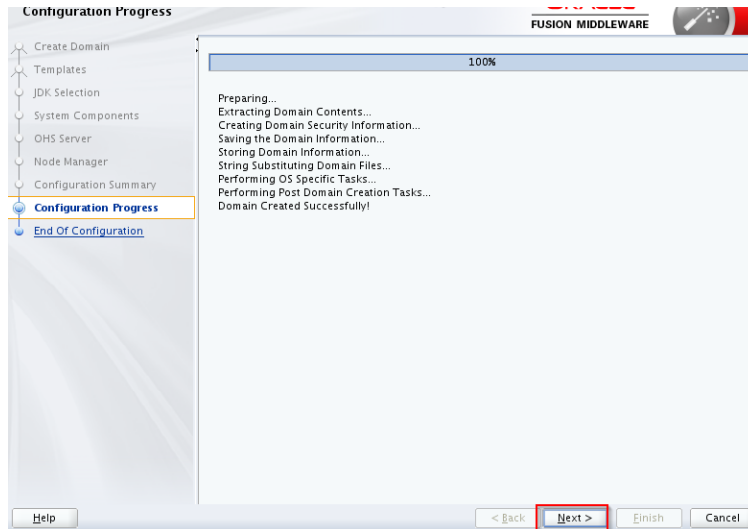 Configuration Progress
FUSION MIDDLEWARE
Create Domain
Templates
JDK Selection
System Components
OHS Server
Node Manager
Configuration Summary
Configuration Progress
End Of Configuration
100%
Preparing...
Extracting Domain Contents...
Creating Domain Security Information...
Saving the Domain Information...
Storing Domain Information...
String Substituting Domain Files...
Performing OS Specific Tasks...
Performing Post Domain Creation Tasks...
Domain Created Successfully!
Help
< Back
Next >
Finish
Cancel